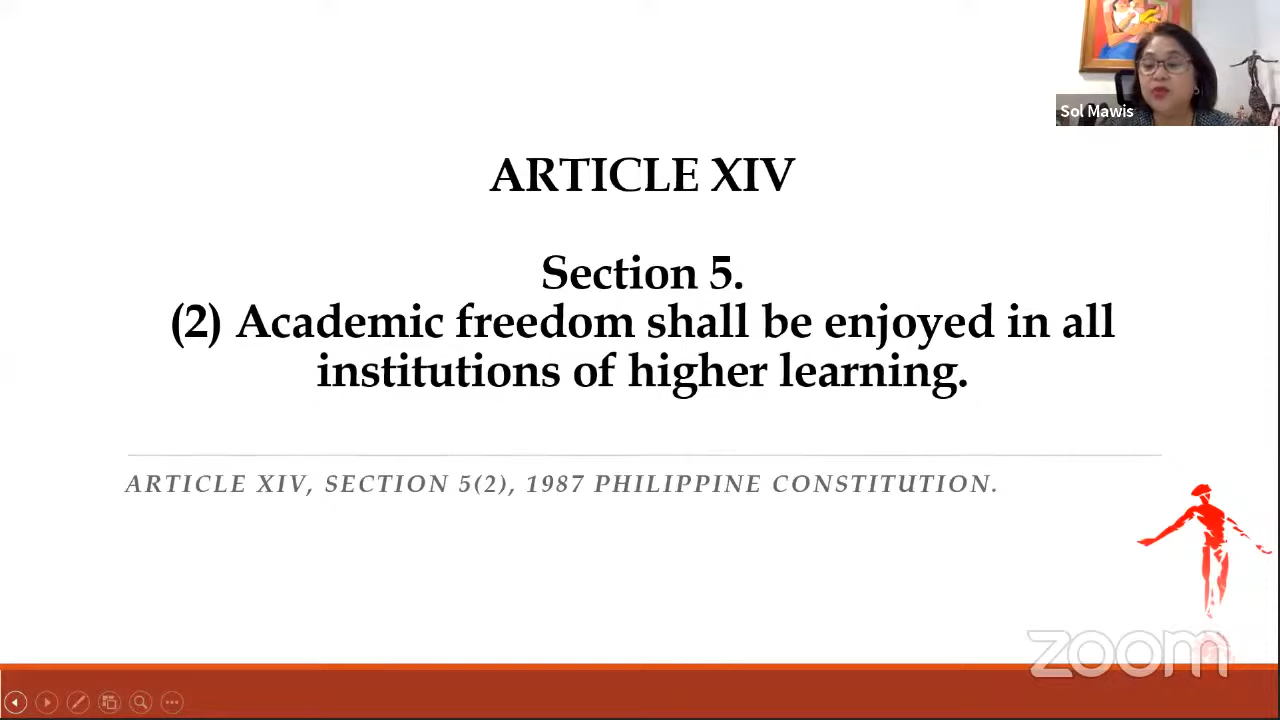 Sol Mawis
ARTICLE XIV
Section 5.
(2) Academic freedom shall be enjoyed in all
institutions of higher learning.
ARTICLE XIV, SECTION 5(2), 1987 PHILIPPINE CONSTITUTION.
zoom